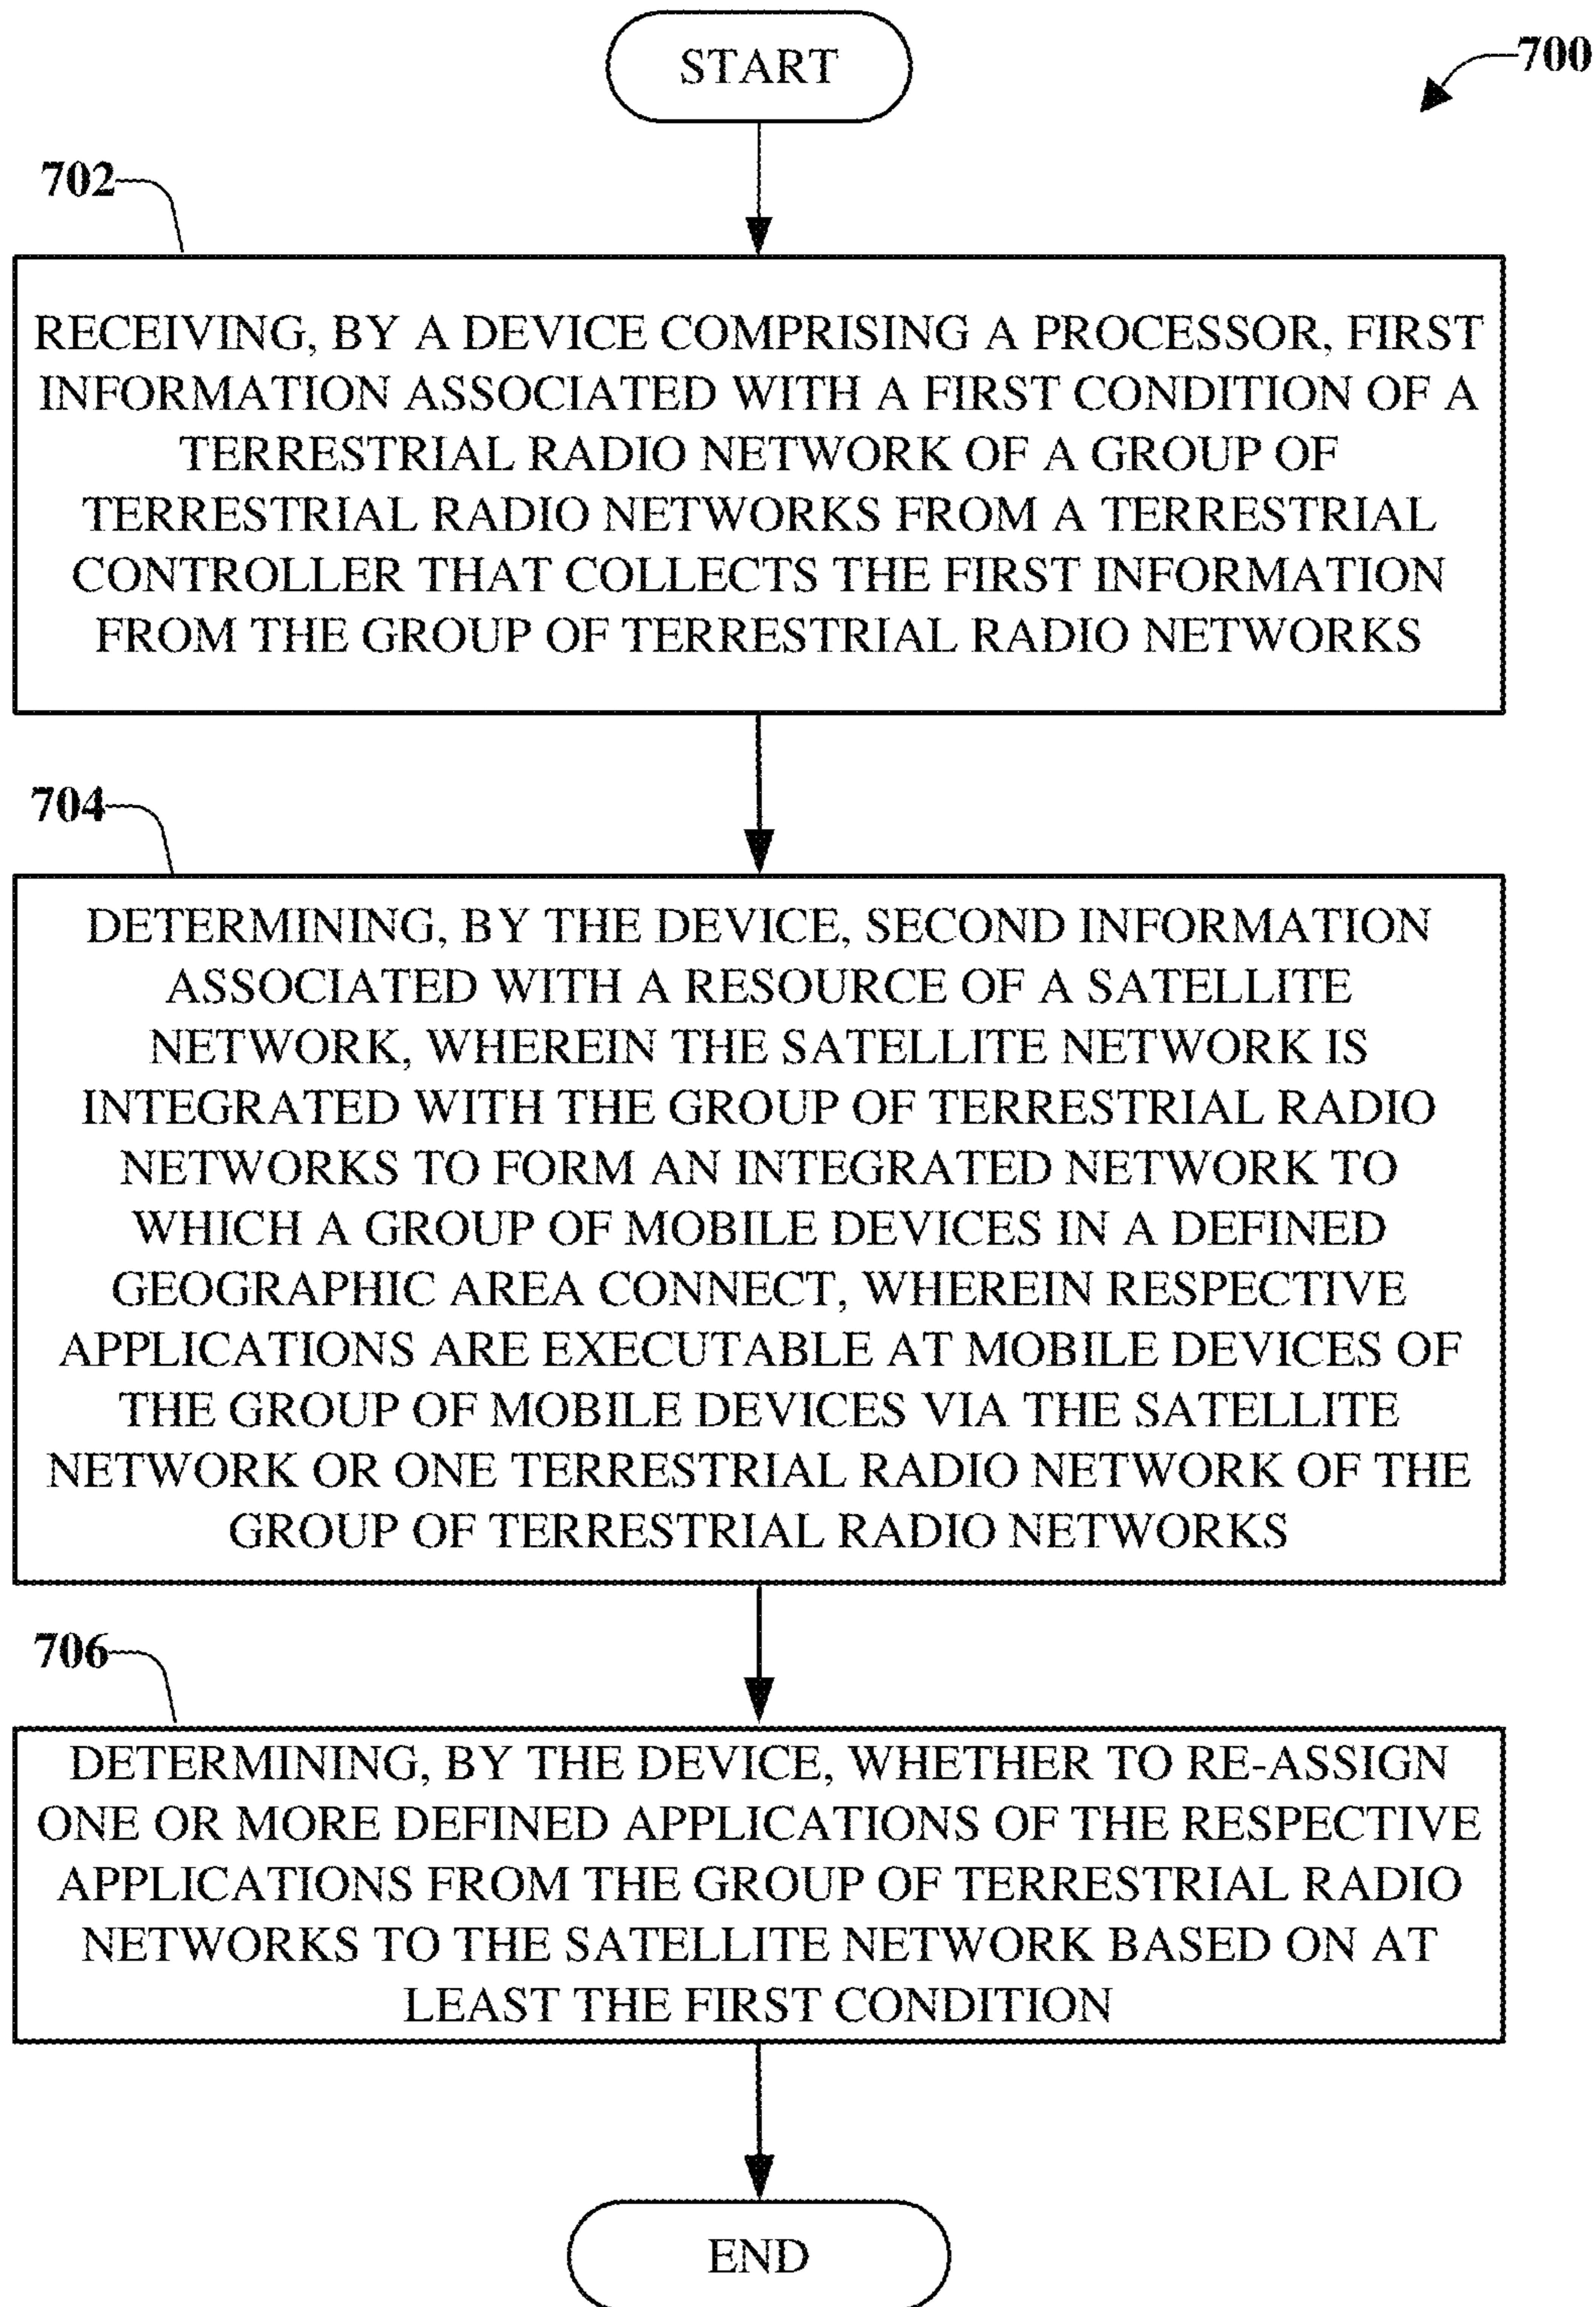 START
700
702
RECEIVING, BY A DEVICE COMPRISING A PROCESSOR, FIRST
INFORMATION ASSOCIATED WITH A FIRST CONDITION OF A
TERRESTRIAL RADIO NETWORK OF A GROUP OF
TERRESTRIAL RADIO NETWORKS FROM A TERRESTRIAL
CONTROLLER THAT COLLECTS THE FIRST INFORMATION
FROM THE GROUP OF TERRESTRIAL RADIO NETWORKS
704
DETERMINING, BY THE DEVICE, SECOND INFORMATION
ASSOCIATED WITH A RESOURCE OF A SATELLITE
NETWORK, WHEREIN THE SATELLITE NETWORK IS
INTEGRATED WITH THE GROUP OF TERRESTRIAL RADIO
NETWORKS TO FORM AN INTEGRATED NETWORK TO
WHICH A GROUP OF MOBILE DEVICES IN A DEFINED
GEOGRAPHIC AREA CONNECT, WHEREIN RESPECTIVE
APPLICATIONS ARE EXECUTABLE AT MOBILE DEVICES OF
THE GROUP OF MOBILE DEVICES VIA THE SATELLITE
NETWORK OR ONE TERRESTRIAL RADIO NETWORK OF THE
GROUP OF TERRESTRIAL RADIO NETWORKS
706
DETERMINING, BY THE DEVICE, WHETHER TO RE-ASSIGN
ONE OR MORE DEFINED APPLICATIONS OF THE RESPECTIVE
APPLICATIONS FROM THE GROUP OF TERRESTRIAL RADIO
NETWORKS TO THE SATELLITE NETWORK BASED ON AT
LEAST THE FIRST CONDITION
END